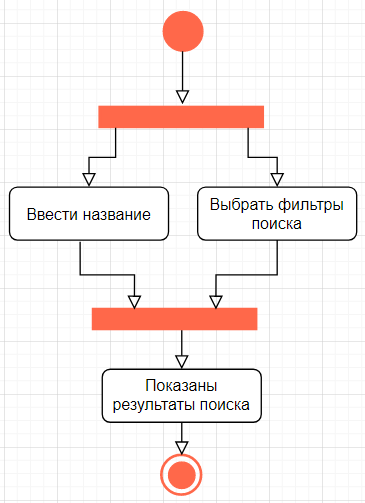 Ввести название
Выбрать фильтры
поиска
Показаны
результаты поиска